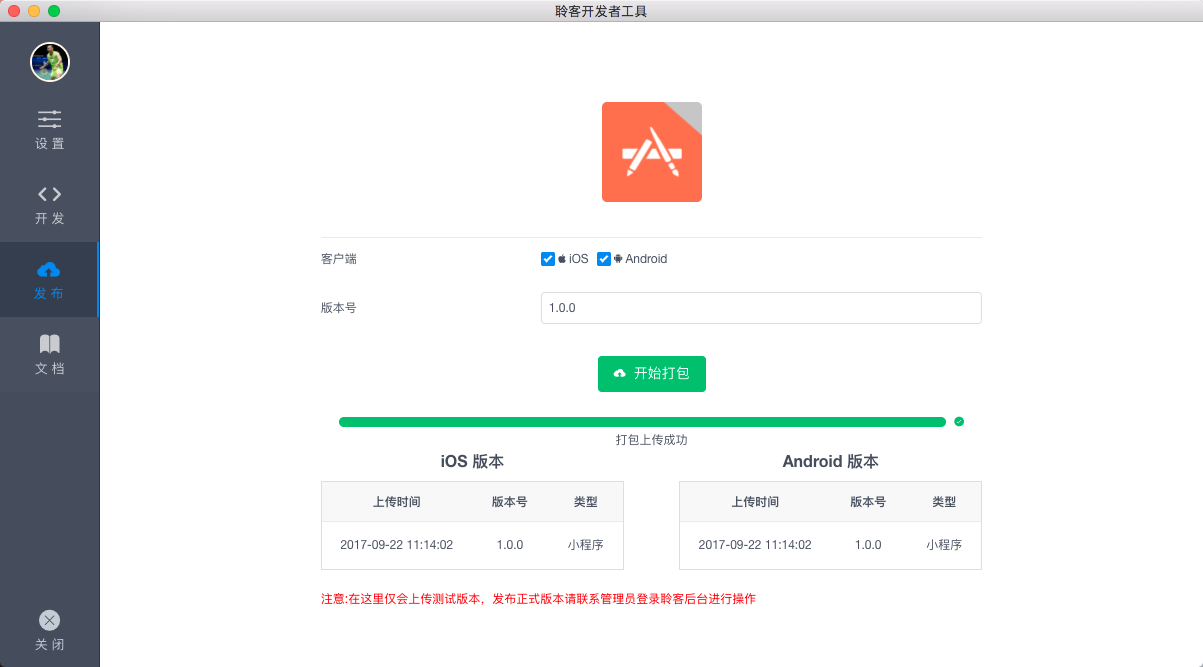 聆客开发者工具
设 置
开 发
发 布
文 档
关 闭
客户端 iOS Android
版本号 1.0.0
开始打包
打包上传成功
iOS 版本
上传时间 版本号 类型
2017-09-22 11:14:02 1.0.0 小程序
Android 版本
上传时间 版本号 类型
2017-09-22 11:14:02 1.0.0 小程序
注意:在这里仅会上传测试版本，发布正式版本请联系管理员登录聆客后台进行操作